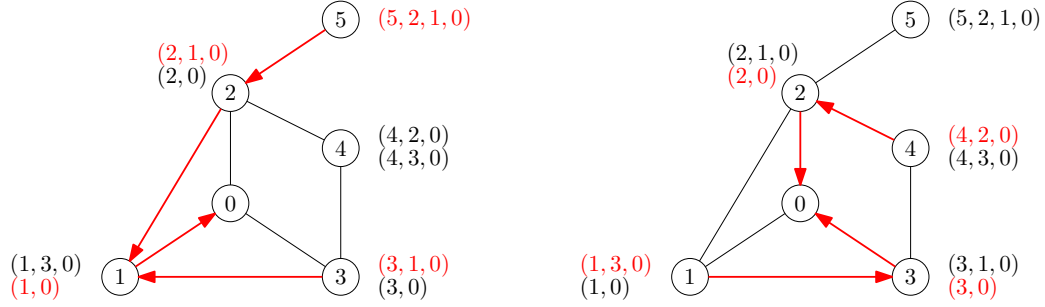 5 (5, 2, 1, 0)
(2, 1, 0)
(2, 0)
2
4 (4, 2, 0)
(4, 3, 0)
0
(1, 3, 0)
(1, 0)
1
3 (3, 1, 0)
(3, 0)
5 (5, 2, 1, 0)
(2, 1, 0)
(2, 0)
2
4 (4, 2, 0)
(4, 3, 0)
0
(1, 3, 0)
(1, 0)
1
3 (3, 1, 0)
(3, 0)